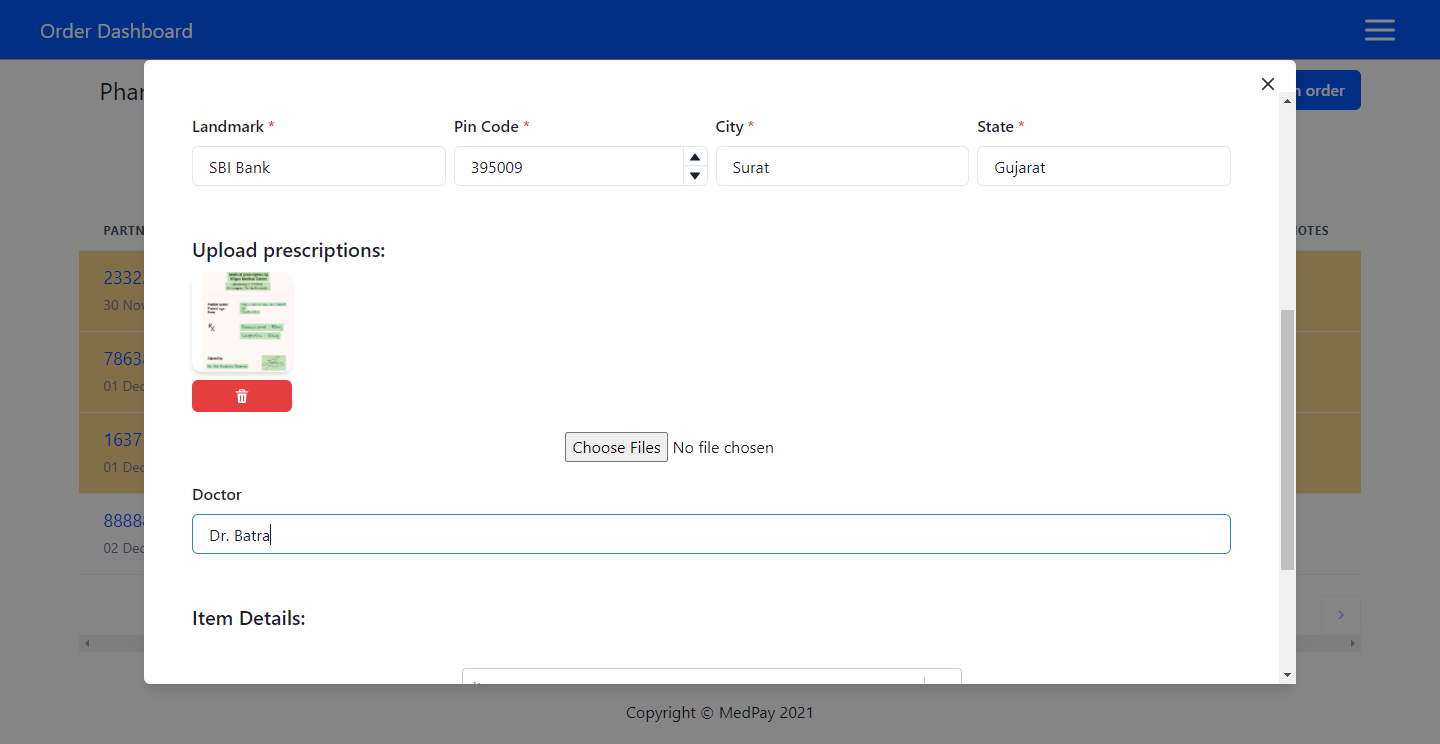 Order Dashboard
Phar
order
Landmark *
Pin Code *
City *
State *
SBI Bank
395009
Surat
Gujarat
PARTN
NOTES
Upload prescriptions:
2332
30 Nov
7863
01 Dec
1637
01 Dec
Choose Files No file chosen
Doctor
Dr. Batra
8888
02 Dec
Item Details:
Copyright © MedPay 2021